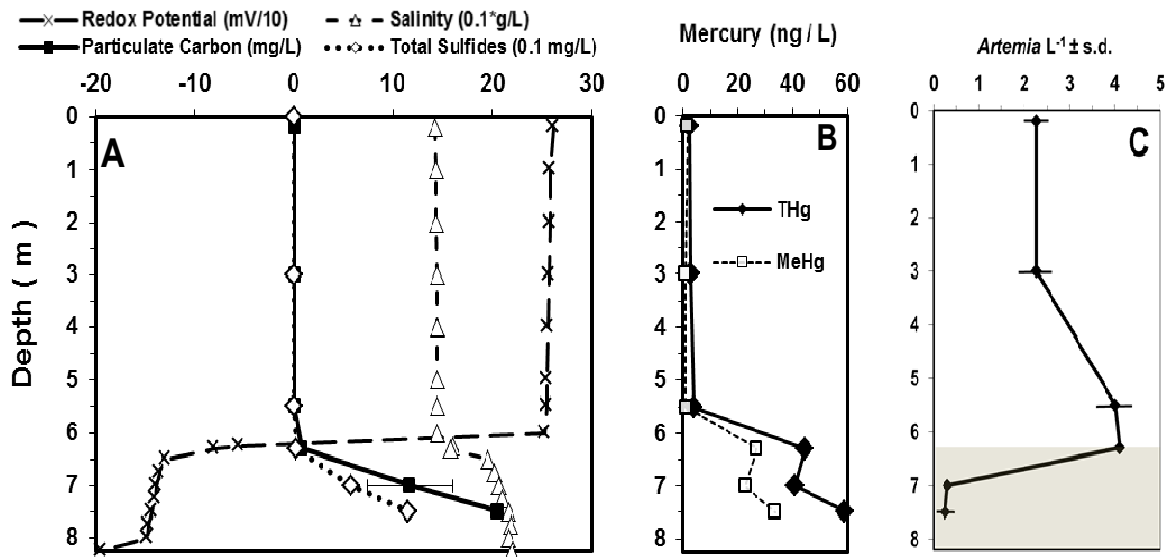 Redox Potential (mV/10) Salinity (0.1*g/L)
Particulate Carbon (mg/L) Total Sulfides (0.1 mg/L)
-20 -10 0 10 20 30
Depth ( m )
0
1
2
3
4
5
6
7
8
A
Mercury (ng / L)
0 20 40 60
0
1
2
3
4
5
6
7
8
B
THg
MeHg
Artemia L⁻¹ ± s.d.
0 1 2 3 4 5
0
1
2
3
4
5
6
7
8
C